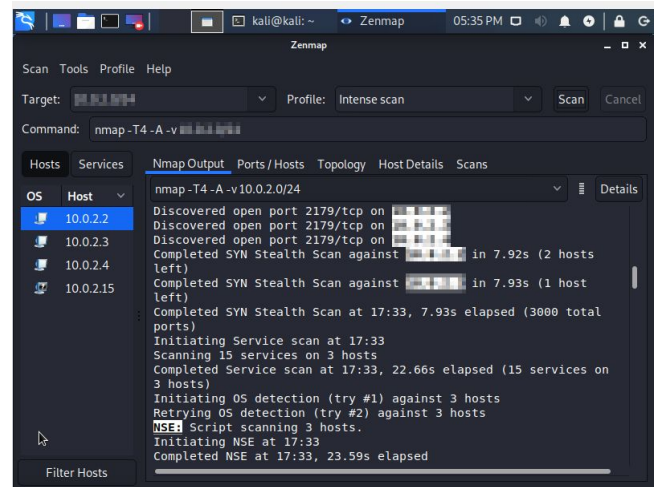 kali@kali: ~
Zenmap
05:35 PM
Zenmap
Scan Tools Profile Help
Target:
Profile: Intense scan
Scan
Cancel
Command: nmap -T4 -A -v
Hosts Services
Nmap Output Ports / Hosts Topology Host Details Scans
OS Host
nmap -T4 -A -v 10.0.2.0/24
Details
10.0.2.2
10.0.2.3
10.0.2.4
10.0.2.15
Discovered open port 2179/tcp on
Discovered open port 2179/tcp on
Discovered open port 2179/tcp on
Completed SYN Stealth Scan against in 7.92s (2 hosts
left)
Completed SYN Stealth Scan against in 7.93s (1 host
left)
Completed SYN Stealth Scan at 17:33, 7.93s elapsed (3000 total
ports)
Initiating Service scan at 17:33
Scanning 15 services on 3 hosts
Completed Service scan at 17:33, 22.66s elapsed (15 services on
3 hosts)
Initiating OS detection (try #1) against 3 hosts
Retrying OS detection (try #2) against 3 hosts
NSE: Script scanning 3 hosts.
Initiating NSE at 17:33
Completed NSE at 17:33, 23.59s elapsed
Filter Hosts